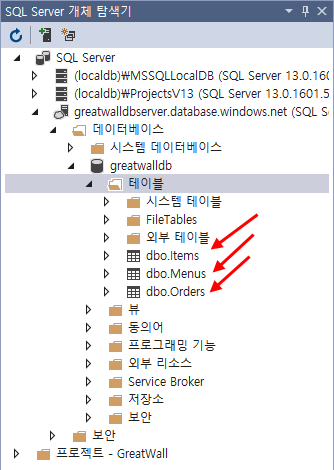 SQL Server 개체 탐색기
SQL Server
(localdb)\MSSQLLocalDB (SQL Server 13.0.160
(localdb)\ProjectsV13 (SQL Server 13.0.1601.5
greatwalldbserver.database.windows.net (SQL S
데이터베이스
시스템 데이터베이스
greatwalldb
테이블
시스템 테이블
FileTables
외부 테이블
dbo.Items
dbo.Menus
dbo.Orders
뷰
동의어
프로그래밍 기능
외부 리소스
Service Broker
저장소
보안
보안
프로젝트 - GreatWall